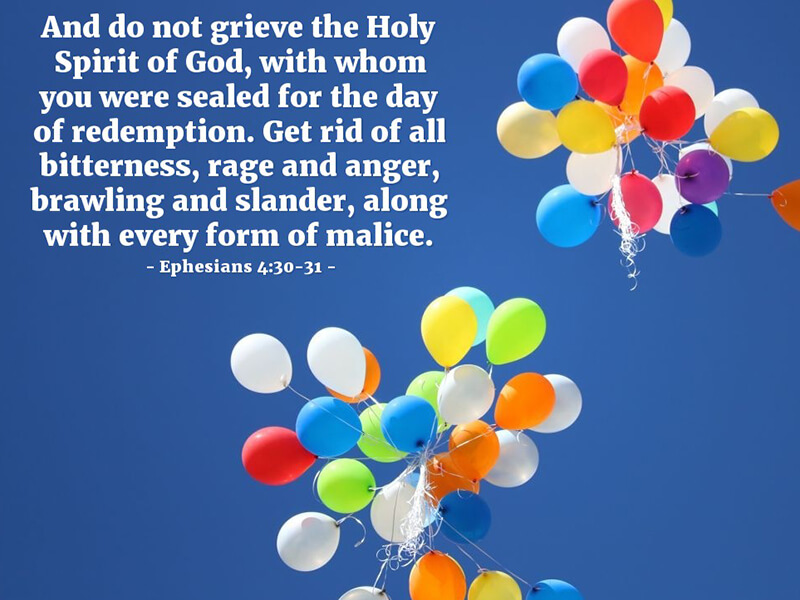 And do not grieve the Holy
Spirit of God, with whom
you were sealed for the day
of redemption. Get rid of all
bitterness, rage and anger,
brawling and slander, along
with every form of malice.
- Ephesians 4:30-31 -